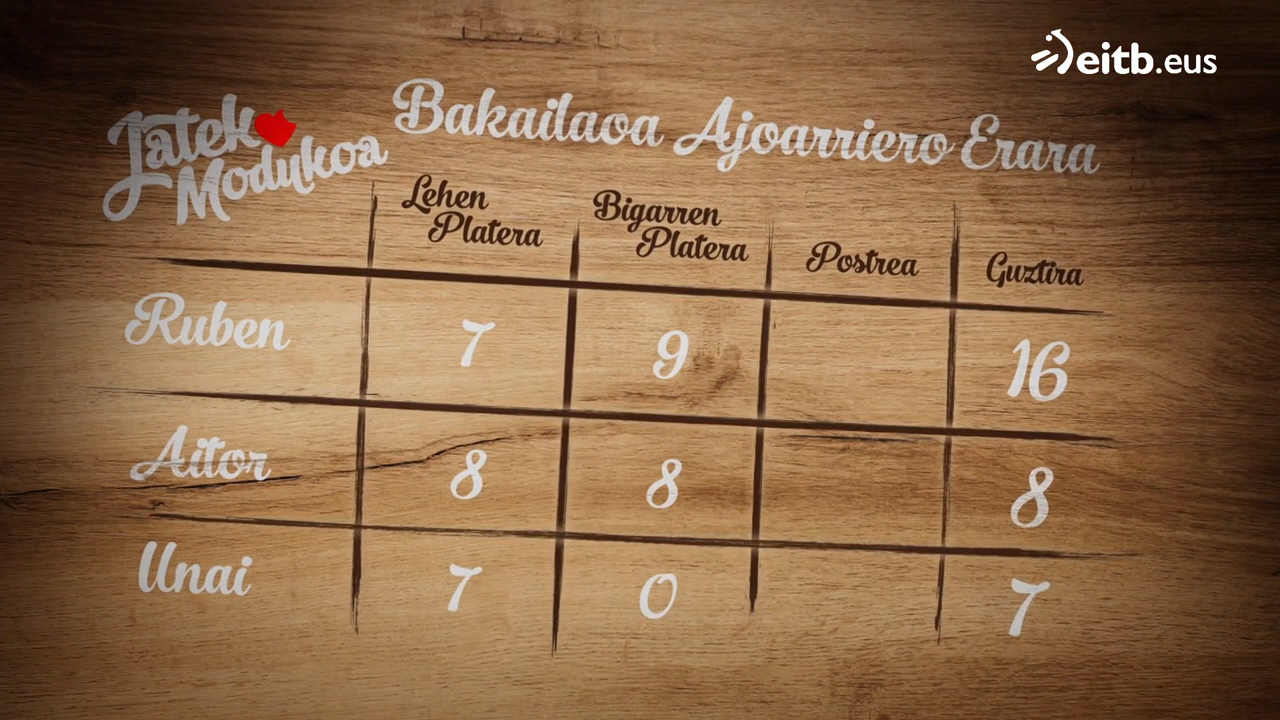 eitb.eus
Jatek
Modukoa
Bakailaoa Ajoarriero Erara
Lehen
Platera
Bigarren
Platera
Postrea
Guztira
Ruben 7 9 16
Aitor 8 8 8
Unai 7 0 7